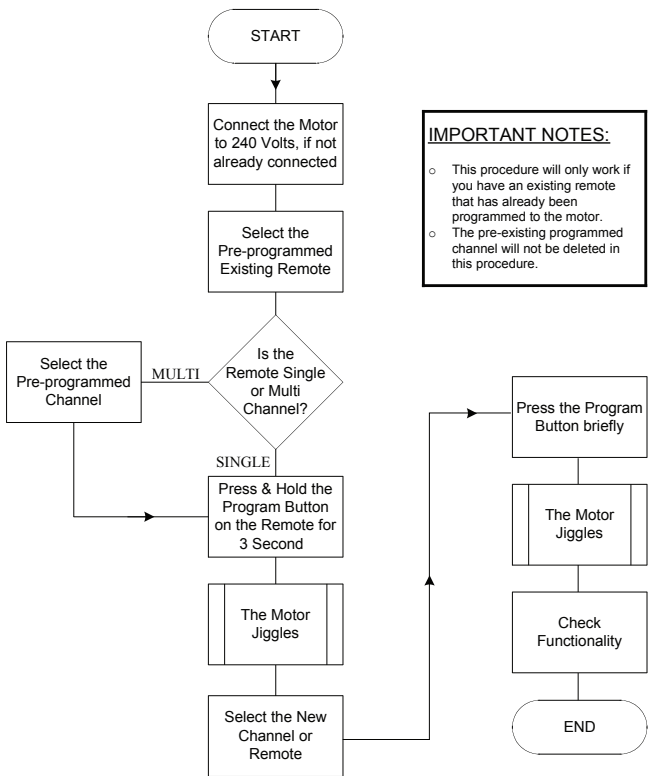 START
Connect the Motor
to 240 Volts, if not
already connected
Select the
Pre-programmed
Existing Remote
Is the
Remote Single
or Multi
Channel?
MULTI
Select the
Pre-programmed
Channel
SINGLE
Press & Hold the
Program Button
on the Remote for
3 Second
The Motor
Jiggles
Select the New
Channel or
Remote
Press the Program
Button briefly
The Motor
Jiggles
Check
Functionality
END
IMPORTANT NOTES:
o This procedure will only work if
you have an existing remote
that has already been
programmed to the motor.
o The pre-existing programmed
channel will not be deleted in
this procedure.